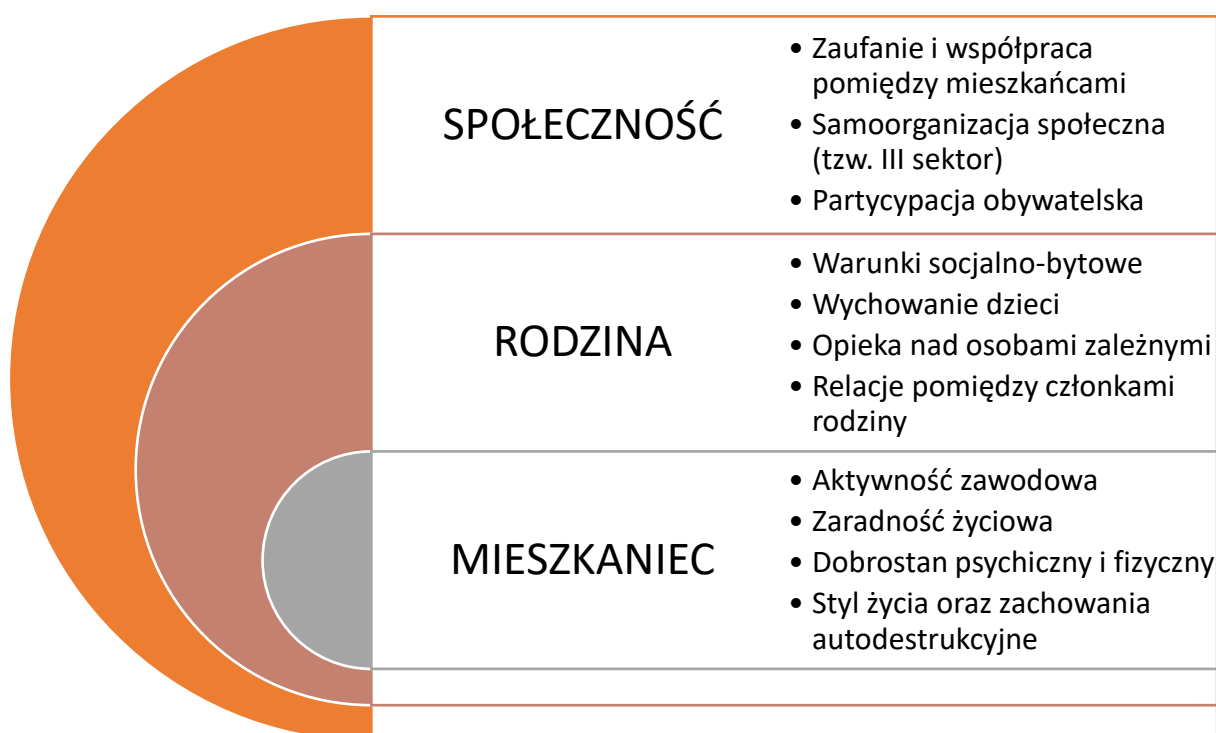 SPOŁECZNOŚĆ
• Zaufanie i współpraca
pomiędzy mieszkańcami
• Samoorganizacja społeczna
(tzw. III sektor)
• Partycypacja obywatelska
RODZINA
• Warunki socjalno-bytowe
• Wychowanie dzieci
• Opieka nad osobami zależnymi
• Relacje pomiędzy członkami
rodziny
MIESZKANIEC
• Aktywność zawodowa
• Zaradność życiowa
• Dobrostan psychiczny i fizyczny
• Styl życia oraz zachowania
autodestrukcyjne